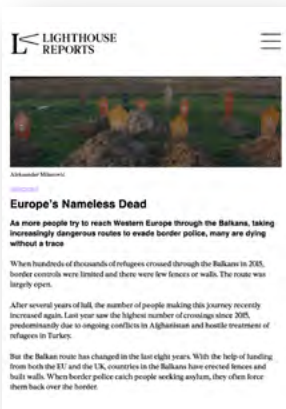 LIGHTHOUSE
REPORTS
Aleksandar Milanovic
Europe's Nameless Dead
As more people try to reach Western Europe through the Balkans, taking
increasingly dangerous routes to evade border police, many are dying
without a trace
When hundreds of thousands of refugees crossed through the Balkans in 2015,
border controls were limited and there were few fences or walls. The route was
largely open.
After several years of lull, the number of people making this journey recently
increased again. Last year saw the highest number of crossings since 2015,
predominantly due to ongoing conflicts in Afghanistan and hostile treatment of
refugees in Turkey.
But the Balkan route has changed in the last eight years. With the help of funding
from both the EU and the UK, countries in the Balkans have erected fences and
built walls. When border police catch people seeking asylum, they often force
them back over the border.